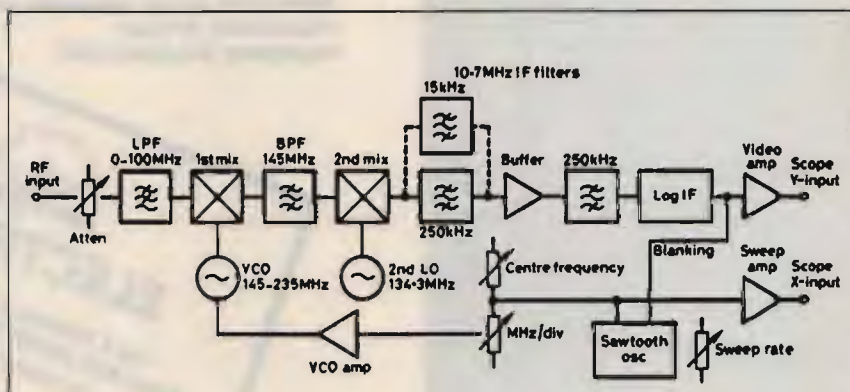 10·7MHz IF filters
15kHz
LPF
0-100MHz
1st mix
BPF
145MHz
2nd mix
Buffer
250kHz
Video
amp
Scope
Y-input
RF
input
Log IF
Atten
250kHz
Blanking
VCO
145-235MHz
2nd LO
134·3MHz
Centre frequency
Sweep
amp
Scope
X-input
VCO amp
MHz/div
Sawtooth
osc
Sweep rate